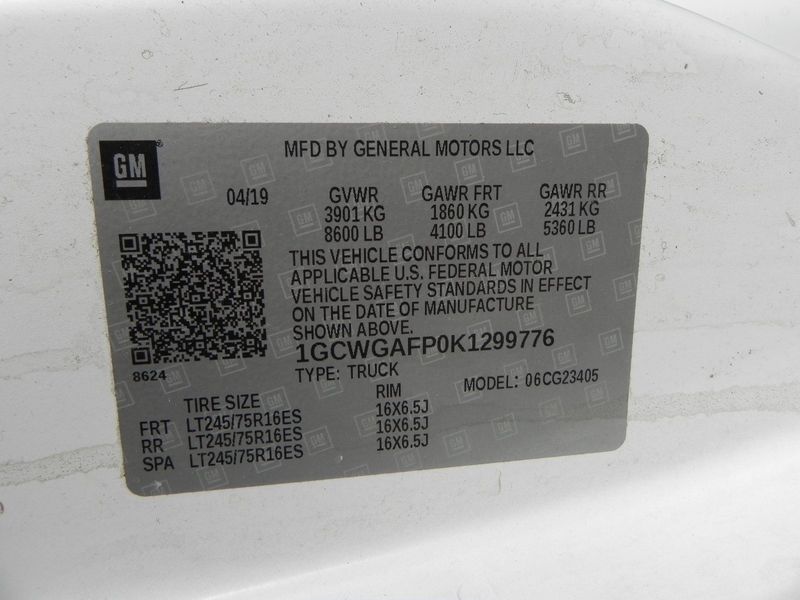 GM
MFD BY GENERAL MOTORS LLC
04/19 GVWR GAWR FRT GAWR RR
3901 KG 1860 KG 2431 KG
8600 LB 4100 LB 5360 LB
THIS VEHICLE CONFORMS TO ALL
APPLICABLE U.S. FEDERAL MOTOR
VEHICLE SAFETY STANDARDS IN EFFECT
ON THE DATE OF MANUFACTURE
SHOWN ABOVE.
1GCWGAFP0K1299776
8624
TYPE: TRUCK MODEL: 06CG23405
TIRE SIZE RIM
FRT LT245/75R16ES 16X6.5J
RR LT245/75R16ES 16X6.5J
SPA LT245/75R16ES 16X6.5J